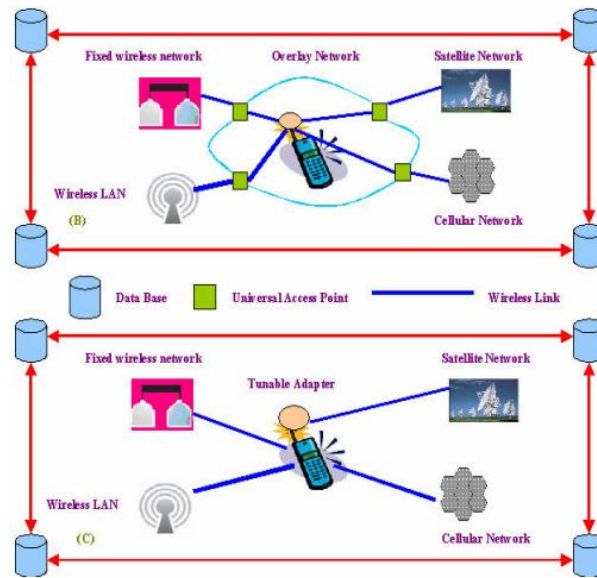 Fixed wireless network Overlay Network Satellite Network
Wireless LAN
(B)
Cellular Network
Data Base Universal Access Point Wireless Link
Fixed wireless network Satellite Network
Tunable Adapter
Wireless LAN
(C)
Cellular Network